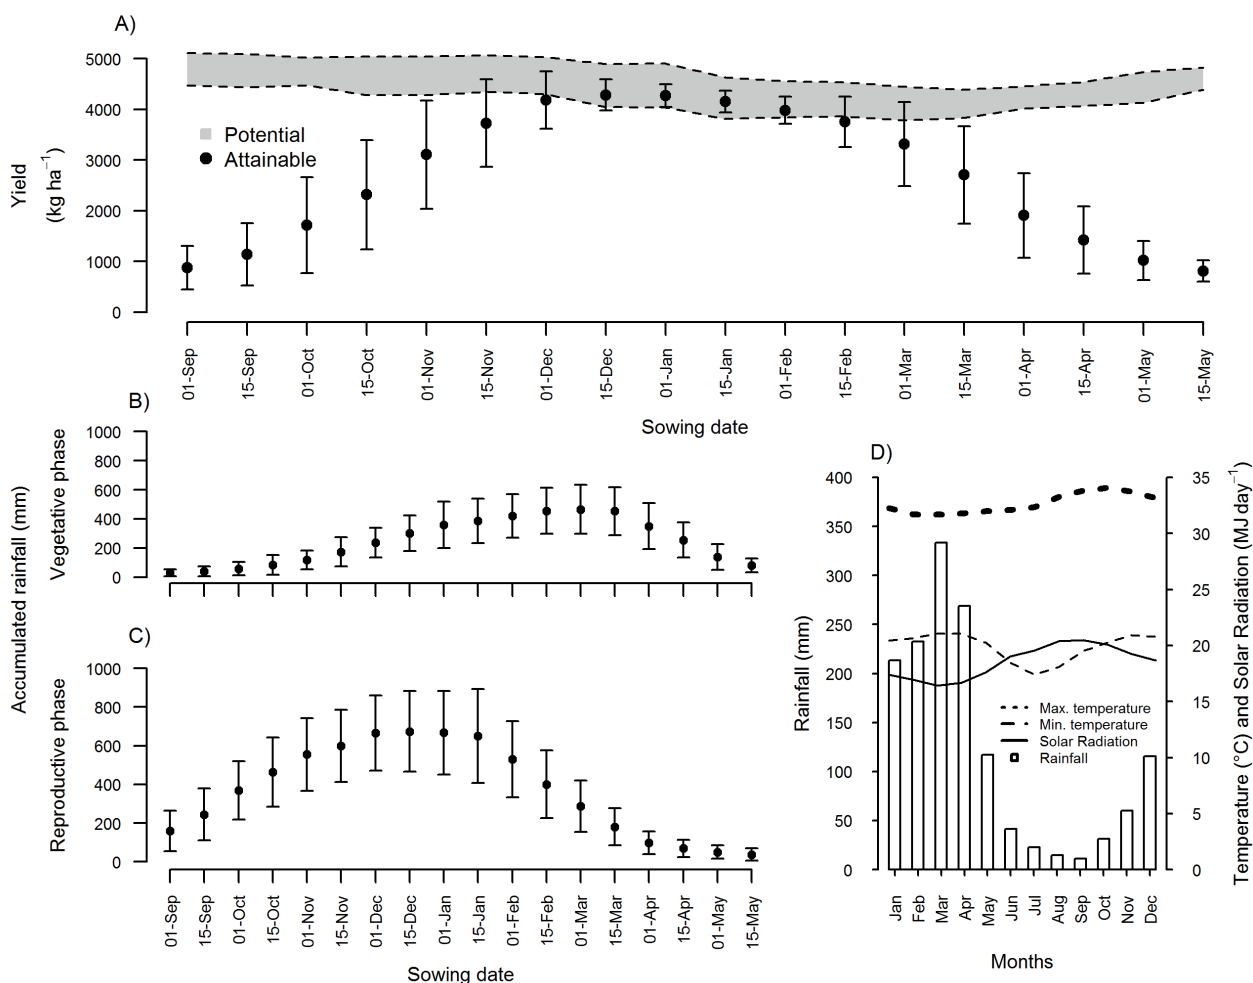 A)
Yield
(kg ha−1)
5000
4000
3000
2000
1000
0
Potential
Attainable
01-Sep
15-Sep
01-Oct
15-Oct
01-Nov
15-Nov
01-Dec
15-Dec
01-Jan
15-Jan
01-Feb
15-Feb
01-Mar
15-Mar
01-Apr
15-Apr
01-May
15-May
Sowing date
B)
Accumulated rainfall (mm)
Vegetative phase
1000
800
600
400
200
0
C)
Reproductive phase
1000
800
600
400
200
0
01-Sep
15-Sep
01-Oct
15-Oct
01-Nov
15-Nov
01-Dec
15-Dec
01-Jan
15-Jan
01-Feb
15-Feb
01-Mar
15-Mar
01-Apr
15-Apr
01-May
15-May
Sowing date
D)
Rainfall (mm)
400
350
300
250
200
150
100
50
0
Max. temperature
Min. temperature
Solar Radiation
Rainfall
35
30
25
20
15
10
5
0
Temperature (°C) and Solar Radiation (MJ day−1)
Jan
Feb
Mar
Apr
May
Jun
Jul
Aug
Sep
Oct
Nov
Dec
Months